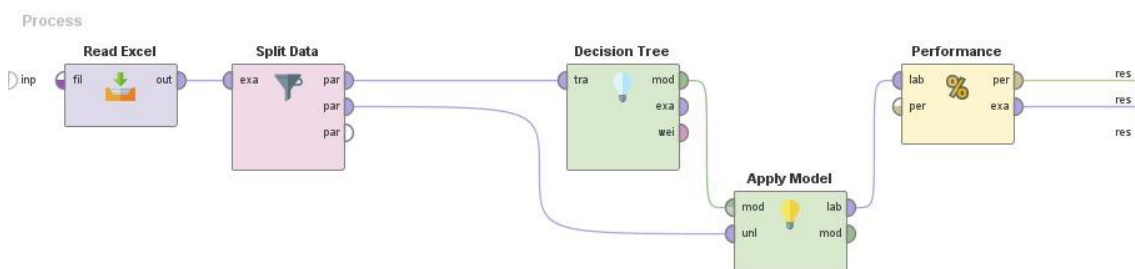 Process
Read Excel
inp
fil
out
Split Data
exa
par
par
par
Decision Tree
tra
mod
exa
wei
Apply Model
mod
lab
unl
mod
Performance
%
lab
per
per
exa
res
res
res